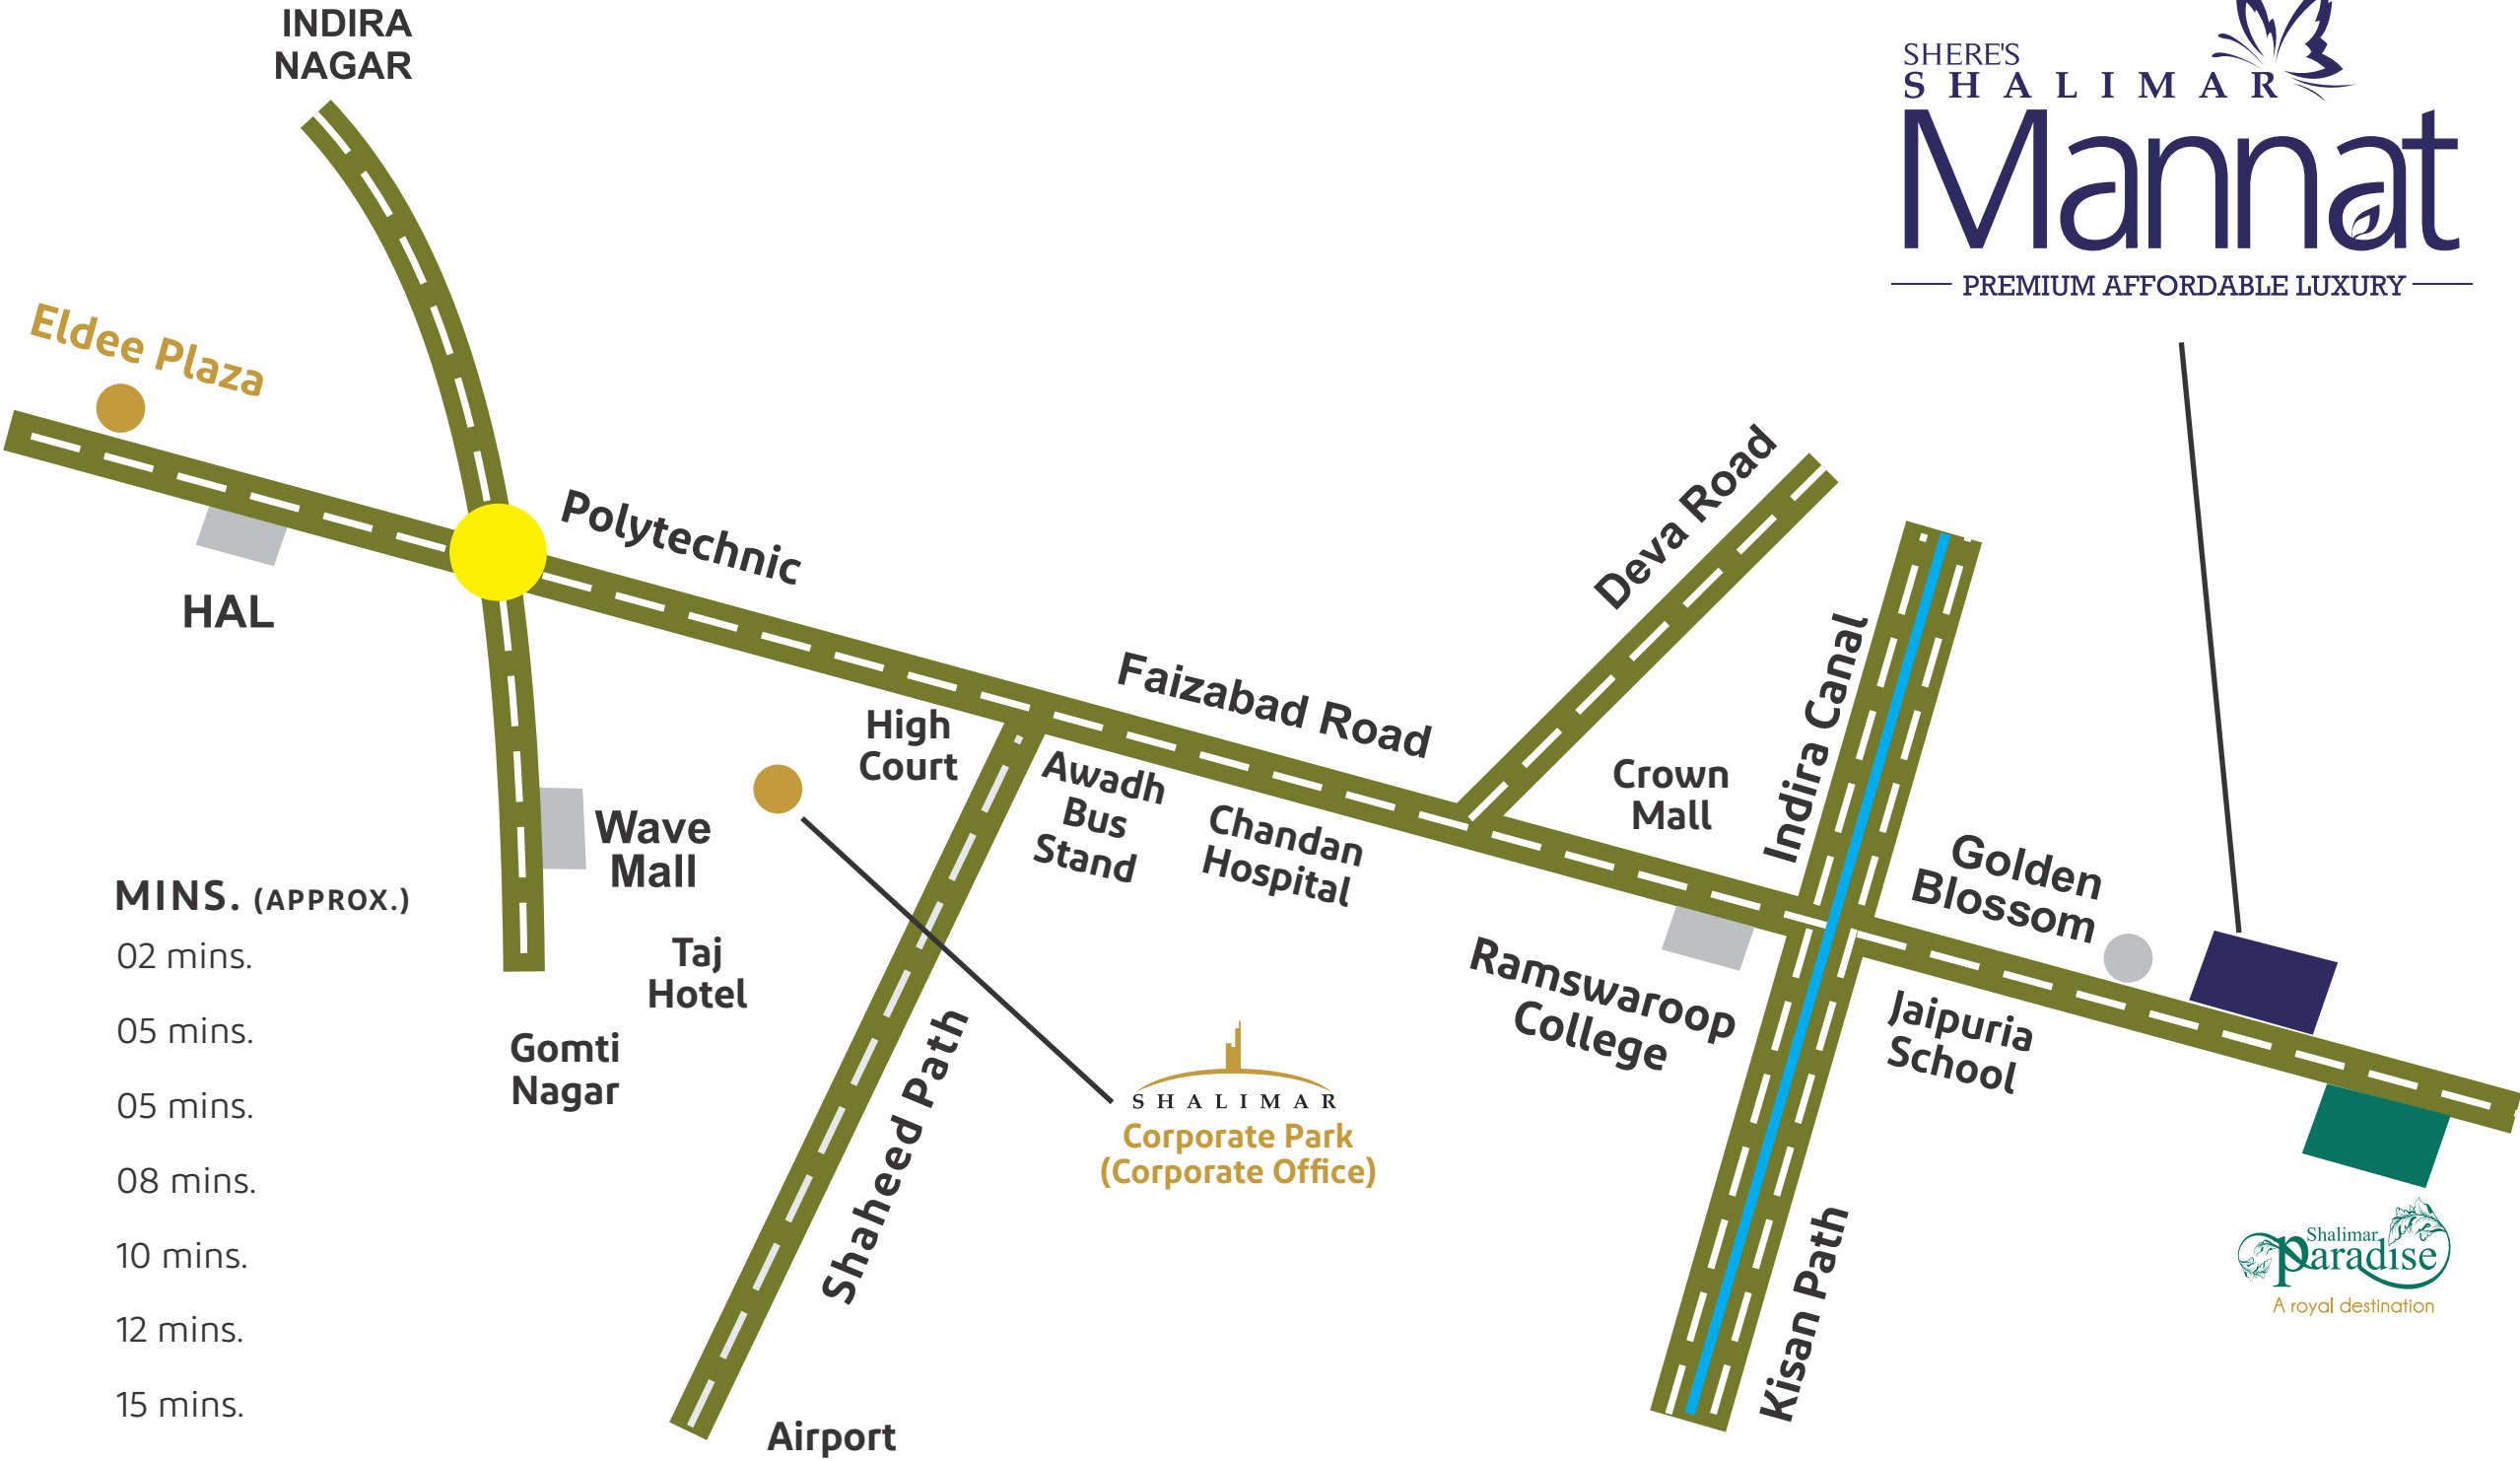 INDIRA
NAGAR
SHERE'S
SHALIMAR
Mannat
PREMIUM AFFORDABLE LUXURY
Eldee Plaza
HAL
Polytechnic
Deva Road
Faizabad Road
Indira Canal
High
Court
Awadh
Bus
Stand
Chandan
Hospital
Crown
Mall
Golden
Blossom
Wave
Mall
Taj
Hotel
Gomti
Nagar
Ramswaroop
College
Jaipuria
School
Shaheed Path
SHALIMAR
Corporate Park
(Corporate Office)
Kisan Path
Shalimar
Paradise
A royal destination
Airport
MINS. (APPROX.)
02 mins.
05 mins.
05 mins.
08 mins.
10 mins.
12 mins.
15 mins.